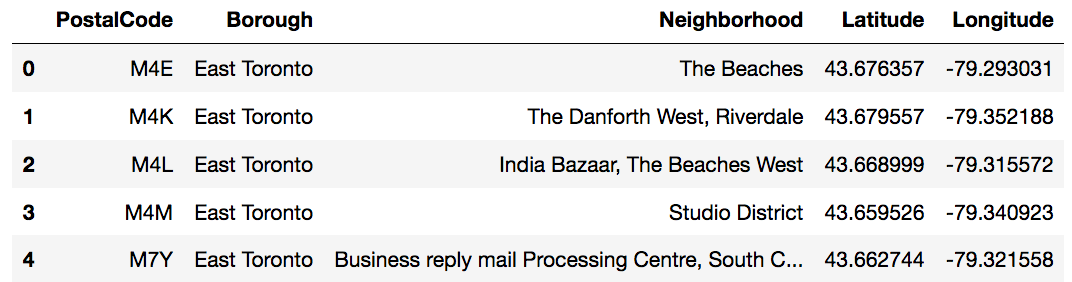 PostalCode Borough Neighborhood Latitude Longitude
0 M4E East Toronto The Beaches 43.676357 -79.293031
1 M4K East Toronto The Danforth West, Riverdale 43.679557 -79.352188
2 M4L East Toronto India Bazaar, The Beaches West 43.668999 -79.315572
3 M4M East Toronto Studio District 43.659526 -79.340923
4 M7Y East Toronto Business reply mail Processing Centre, South C... 43.662744 -79.321558